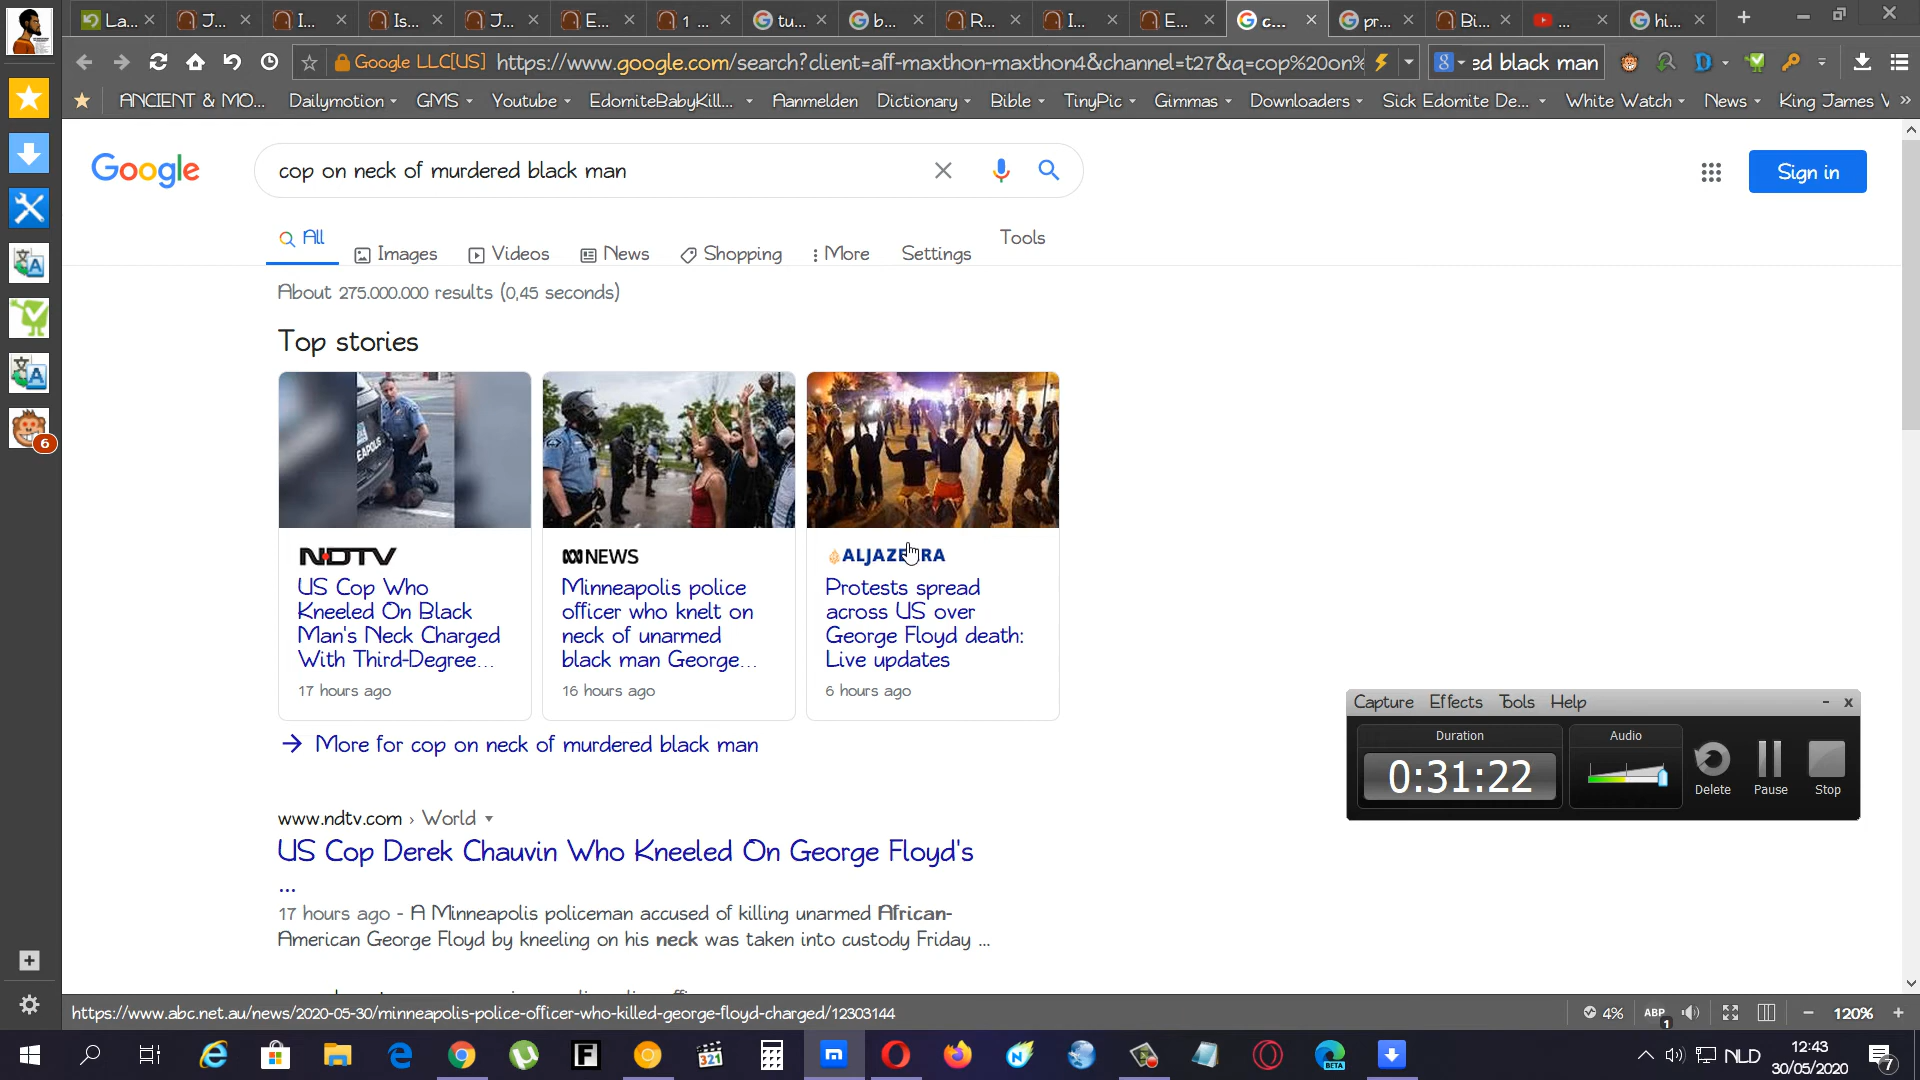 La...
J...
I...
Is...
J...
E...
1 ...
tu...
b...
R...
I...
E...
c...
pr...
Bi...
...
hi...
Google LLC[US]
https://www.google.com/search?client=aff-maxthon-maxthon4&channel=t27&q=cop%20on%
ed black man
ANCIENT & MO...
Dailymotion
GMS
Youtube
EdomiteBabyKill...
Aanmelden
Dictionary
Bible
TinyPic
Gimmas
Downloaders
Sick Edomite De...
White Watch
News
King James V
Google
cop on neck of murdered black man
Sign in
All
Images
Videos
News
Shopping
More
Settings
Tools
About 275.000.000 results (0,45 seconds)
Top stories
NDTV
US Cop Who
Kneeled On Black
Man's Neck Charged
With Third-Degree...
17 hours ago
NEWS
Minneapolis police
officer who knelt on
neck of unarmed
black man George...
16 hours ago
ALJAZEERA
Protests spread
across US over
George Floyd death:
Live updates
6 hours ago
More for cop on neck of murdered black man
Capture Effects Tools Help
Duration
0:31:22
Audio
Delete
Pause
Stop
www.ndtv.com › World
US Cop Derek Chauvin Who Kneeled On George Floyd's
...
17 hours ago - A Minneapolis policeman accused of killing unarmed African-
American George Floyd by kneeling on his neck was taken into custody Friday ...
6
https://www.abc.net.au/news/2020-05-30/minneapolis-police-officer-who-killed-george-floyd-charged/12303144
4%
ABP
1
120%
321
BETA
NLD
12:43
30/05/2020
7